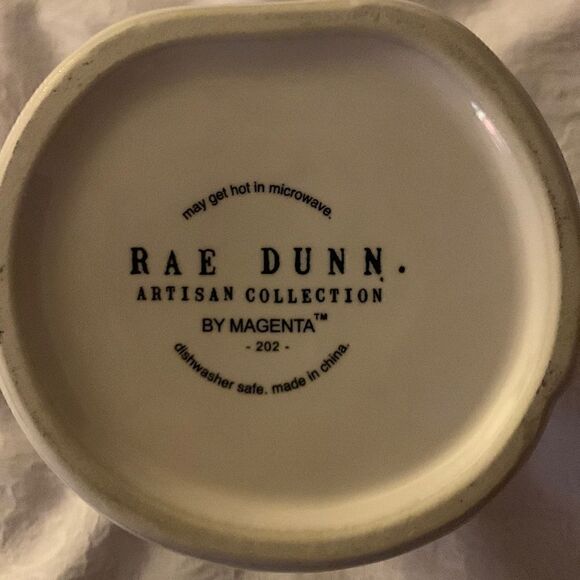 may get hot in microwave.
RAE DUNN.
ARTISAN COLLECTION
BY MAGENTA™
- 202 -
dishwasher safe. made in china.